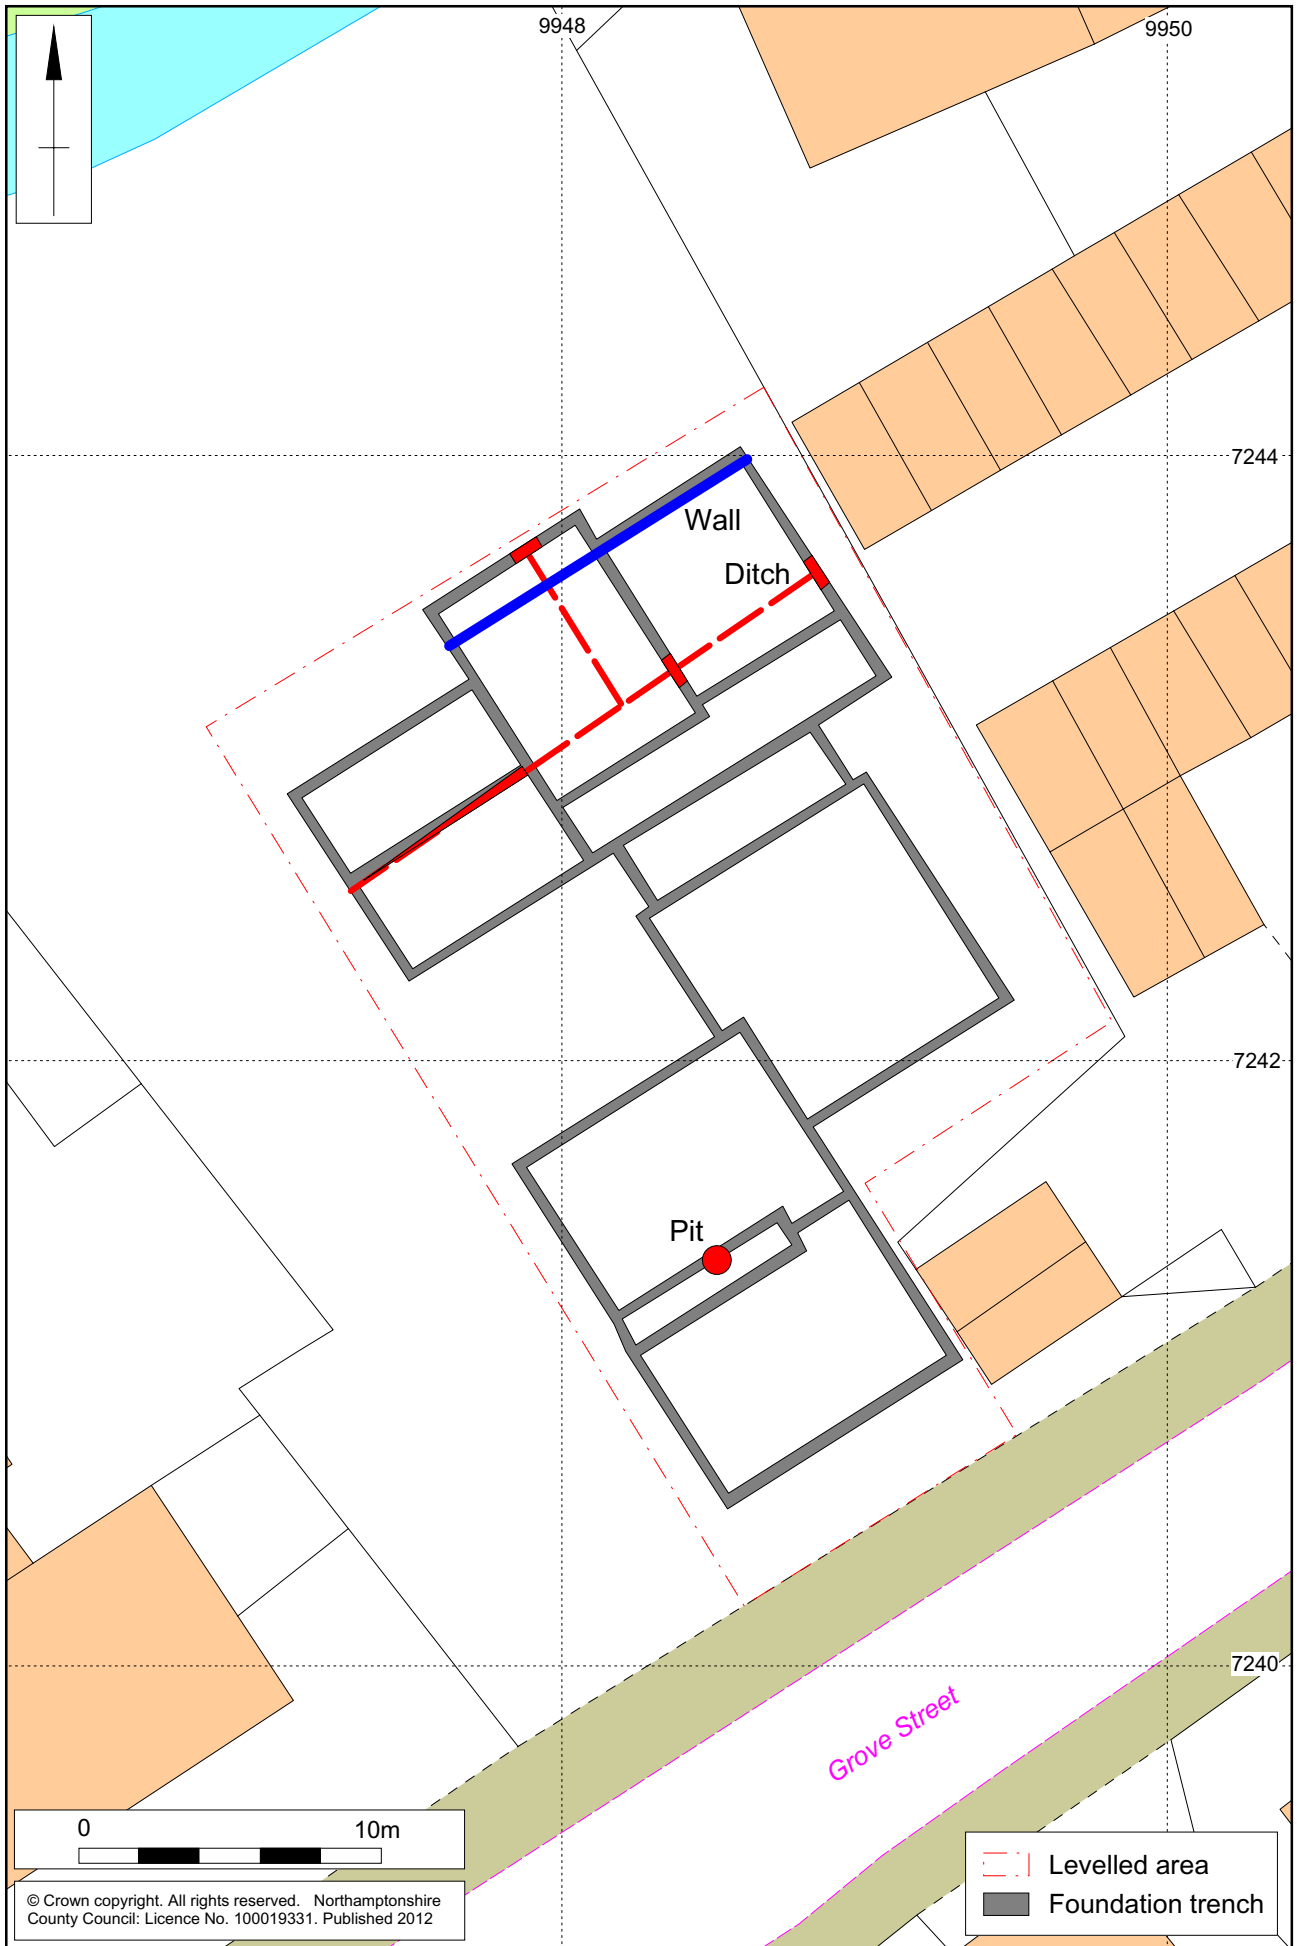 9948
9950
7244
Wall
Ditch
7242
Pit
7240
Grove Street
0 10m
Levelled area
Foundation trench
© Crown copyright. All rights reserved. Northamptonshire
County Council: Licence No. 100019331. Published 2012